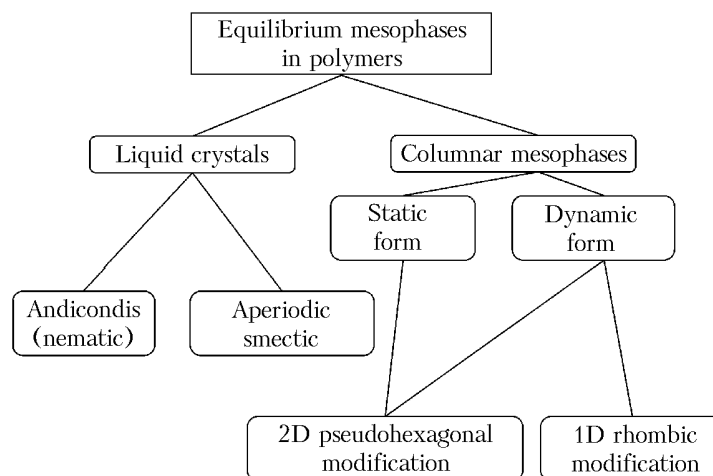 Equilibrium mesophases
in polymers
Liquid crystals
Columnar mesophases
Static
form
Dynamic
form
Andicondis
(nematic)
Aperiodic
smectic
2D pseudohexagonal
modification
1D rhombic
modification